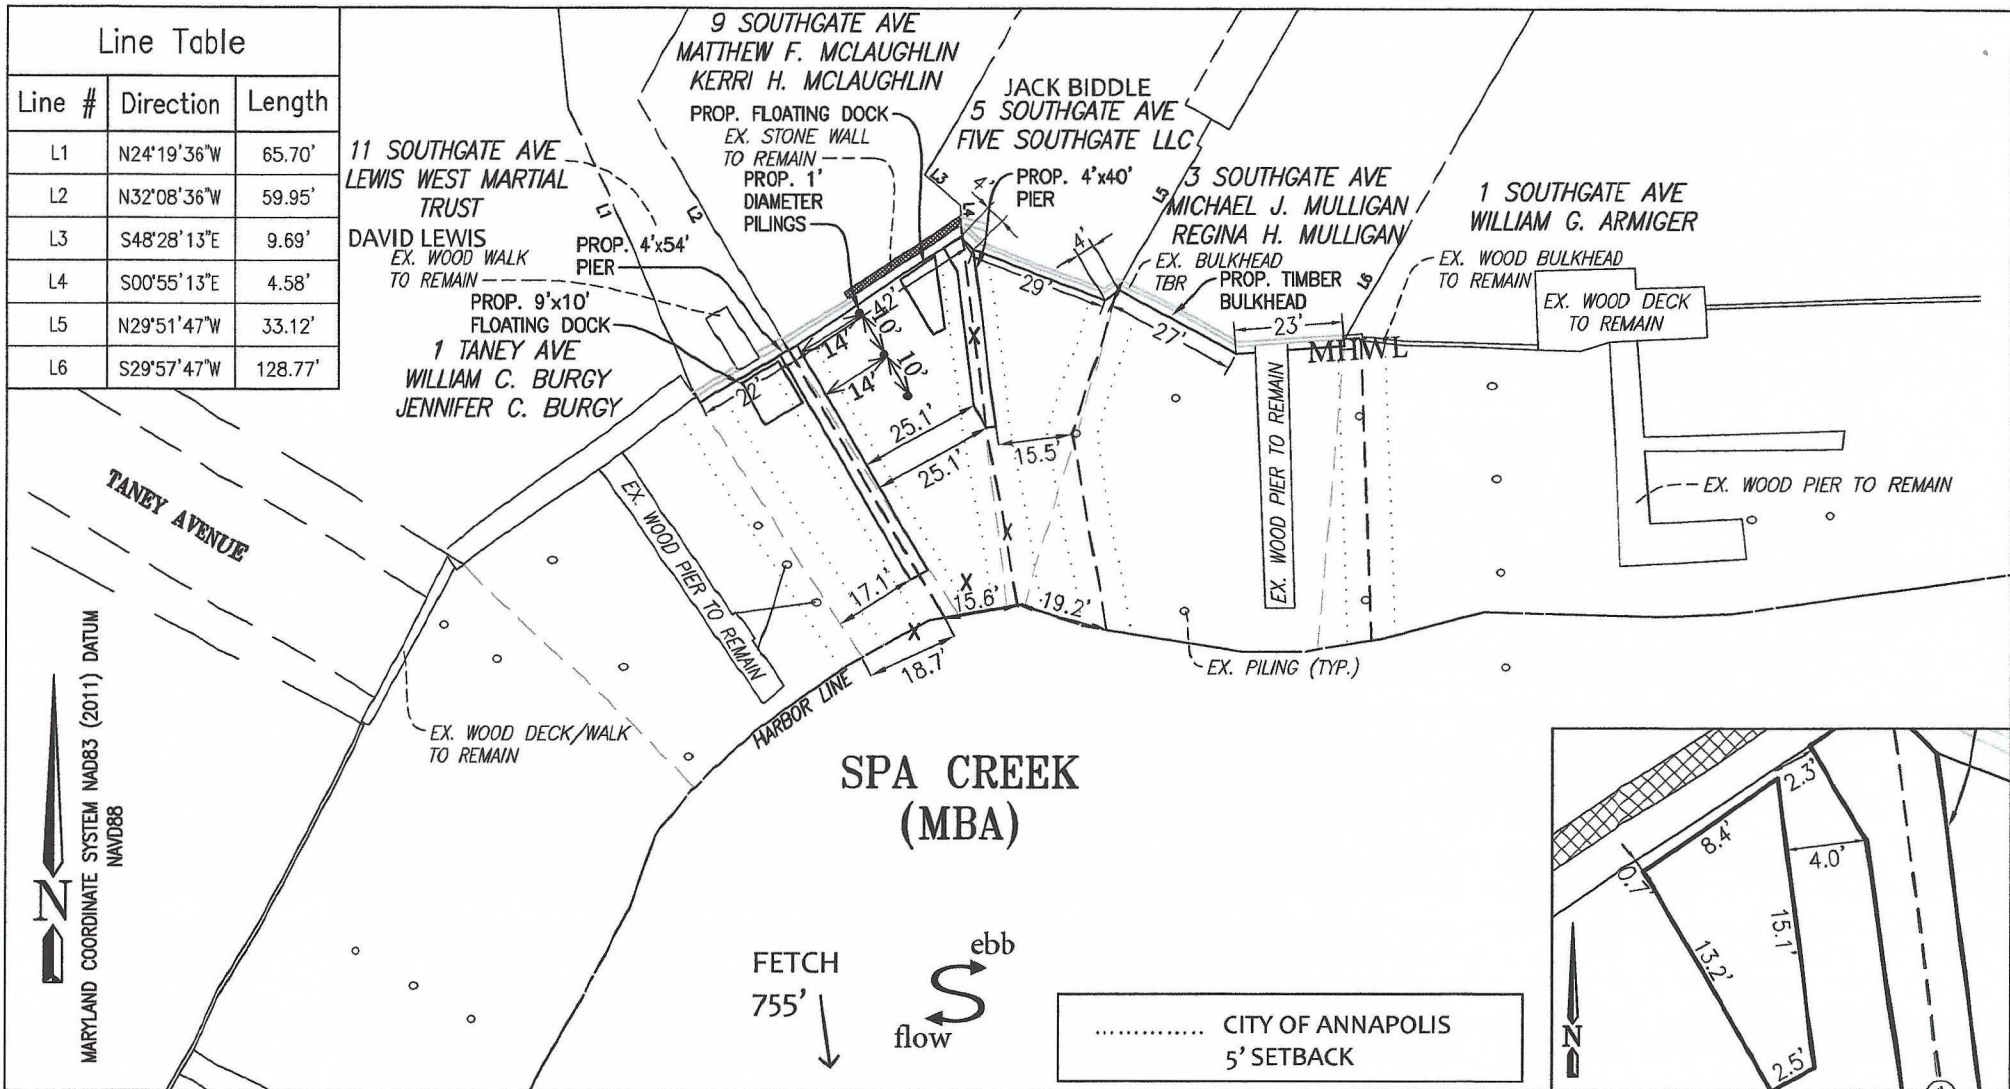 Line Table
Line # Direction Length
L1 N24°19'36"W 65.70'
L2 N32°08'36"W 59.95'
L3 S48°28'13"E 9.69'
L4 S00°55'13"E 4.58'
L5 N29°51'47"W 33.12'
L6 S29°57'47"W 128.77'
9 SOUTHGATE AVE
MATTHEW F. MCLAUGHLIN
KERRI H. MCLAUGHLIN
PROP. FLOATING DOCK
EX. STONE WALL
TO REMAIN
PROP. 1'
DIAMETER
PILINGS
JACK BIDDLE
5 SOUTHGATE AVE
FIVE SOUTHGATE LLC
PROP. 4'x40'
PIER
11 SOUTHGATE AVE
LEWIS WEST MARTIAL
TRUST
DAVID LEWIS
EX. WOOD WALK
TO REMAIN
PROP. 4'x54'
PIER
PROP. 9'x10'
FLOATING DOCK
1 TANEY AVE
WILLIAM C. BURGY
JENNIFER C. BURGY
3 SOUTHGATE AVE
MICHAEL J. MULLIGAN
REGINA H. MULLIGAN
EX. BULKHEAD
TBR
PROP. TIMBER
BULKHEAD
1 SOUTHGATE AVE
WILLIAM G. ARMIGER
EX. WOOD BULKHEAD
TO REMAIN
EX. WOOD DECK
TO REMAIN
L1
L2
L3
L4
L5
L6
4'
4'
29'
27'
23'
MHWL
42'
10'
14'
10'
14'
22'
25.1'
25.1'
15.5'
X
X
X
X
17.1'
15.6'
19.2'
18.7'
EX. WOOD PIER TO REMAIN
EX. WOOD PIER TO REMAIN
EX. WOOD PIER TO REMAIN
EX. PILING (TYP.)
TANEY AVENUE
EX. WOOD DECK/WALK
TO REMAIN
HARBOR LINE
SPA CREEK
(MBA)
MARYLAND COORDINATE SYSTEM NAD83 (2011) DATUM
NAVD88
N
FETCH
755'
ebb
flow
.............. CITY OF ANNAPOLIS
5' SETBACK
2.3'
8.4'
4.0'
0.7'
15.1'
13.2'
2.5'
N